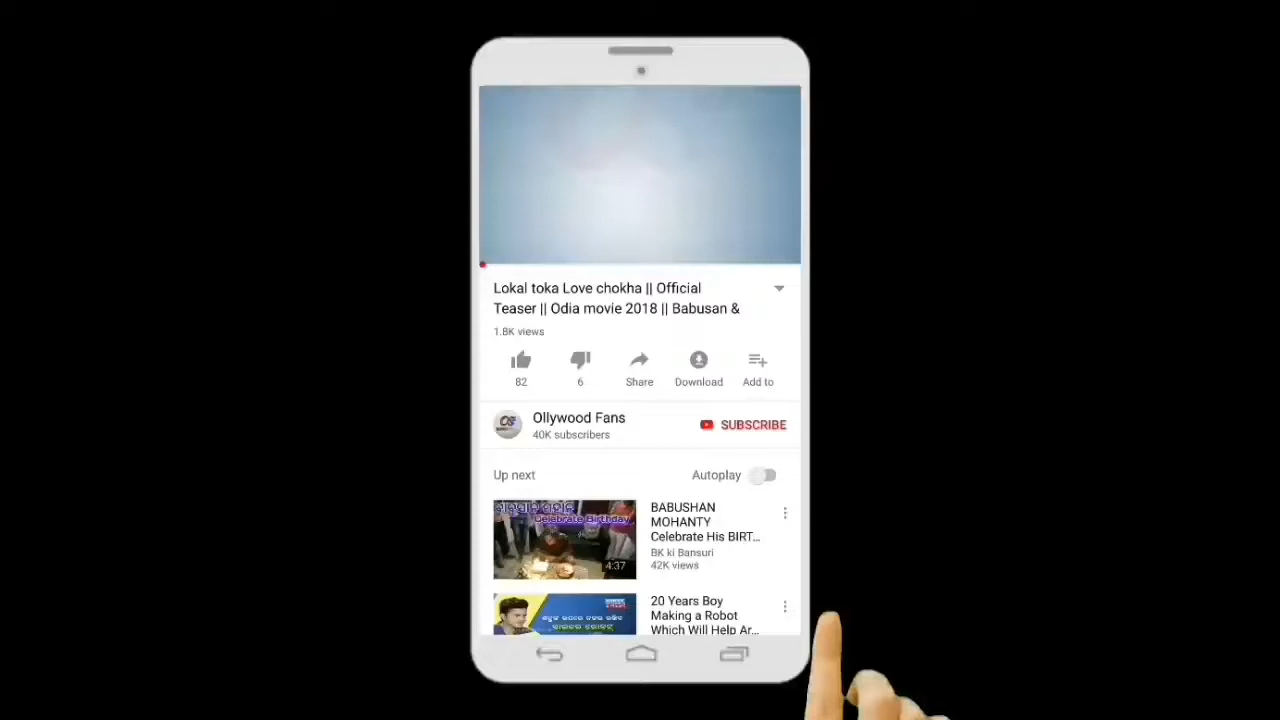 Lokal toka Love chokha || Official
Teaser || Odia movie 2018 || Babusan &
1.8K views
82
6
Share
Download
Add to
Ollywood Fans
40K subscribers
SUBSCRIBE
Up next
Autoplay
Celebrate Birthday
4:37
BABUSHAN
MOHANTY
Celebrate His BIRT...
BK ki Bansuri
42K views
20 Years Boy
Making a Robot
Which Will Help Ar...